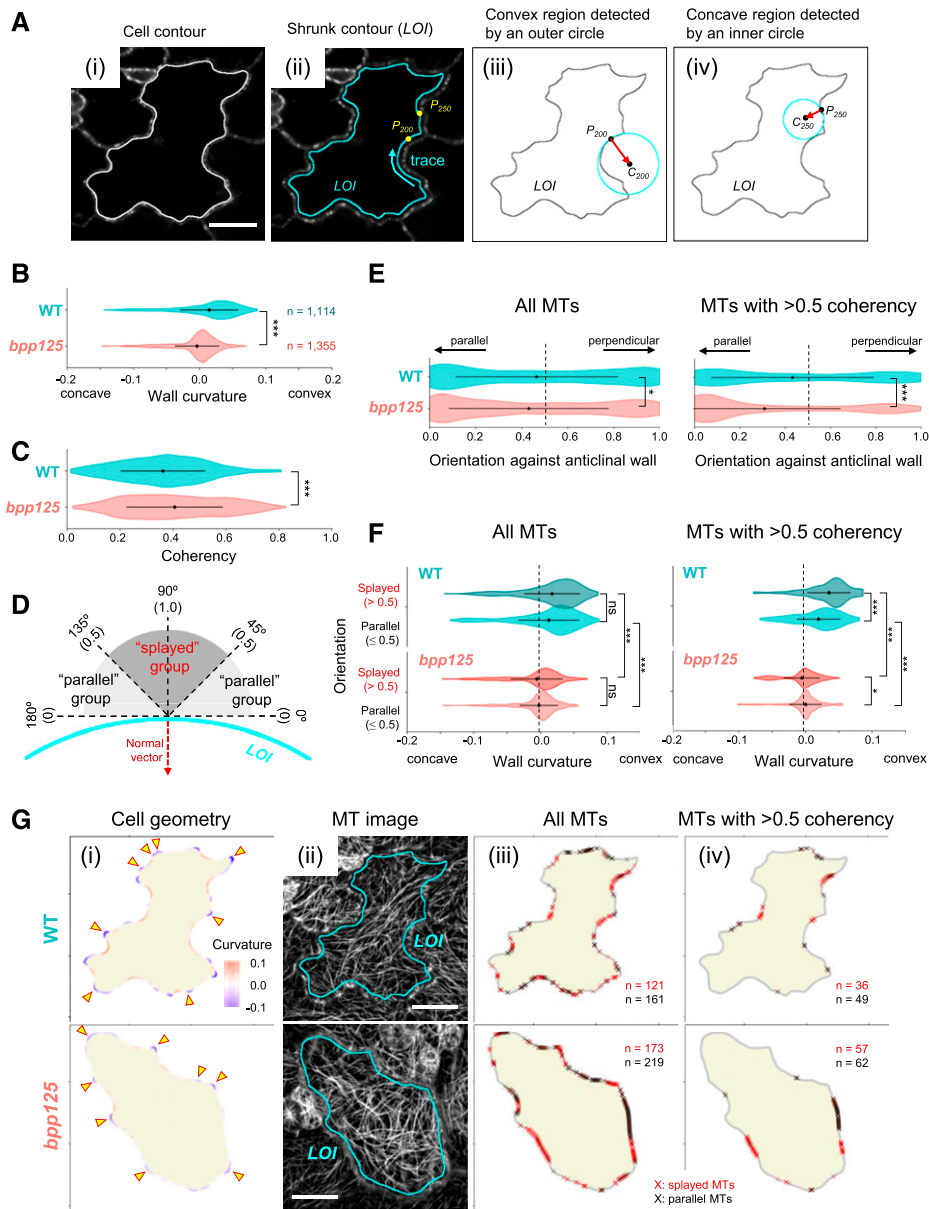 A
Cell contour
Shrunk contour (LOI)
Convex region detected
by an outer circle
Concave region detected
by an inner circle
(i)
(ii)
(iii)
(iv)
P250
P200
trace
LOI
P200
C200
LOI
P250
C250
LOI
B
WT
bpp125
n = 1,114
n = 1,355
***
-0.2 -0.1 0.0 0.1 0.2
concave Wall curvature convex
C
WT
bpp125
***
0.0 0.2 0.4 0.6 0.8 1
Coherency
D
90º
(1.0)
135º
(0.5)
45º
(0.5)
"splayed"
group
"parallel"
group
"parallel"
group
180º
(0)
0º
(0)
Normal
vector
LOI
E
All MTs
MTs with >0.5 coherency
parallel perpendicular
parallel perpendicular
WT
bpp125
*
***
0.0 0.2 0.4 0.6 0.8 1.0
0.0 0.2 0.4 0.6 0.8 1.0
Orientation against anticlinal wall
Orientation against anticlinal wall
F
All MTs
MTs with >0.5 coherency
Orientation
WT
Splayed
(> 0.5)
Parallel
(≤ 0.5)
bpp125
Splayed
(> 0.5)
Parallel
(≤ 0.5)
ns
ns
***
***
WT
bpp125
***
*
***
***
-0.2 -0.1 0.0 0.1
-0.2 -0.1 0.0 0.1
concave Wall curvature convex
concave Wall curvature convex
G
Cell geometry
MT image
All MTs
MTs with >0.5 coherency
(i)
(ii)
(iii)
(iv)
WT
Curvature
0.1
0.0
-0.1
LOI
n = 121
n = 161
n = 36
n = 49
bpp125
LOI
n = 173
n = 219
n = 57
n = 62
X: splayed MTs
X: parallel MTs